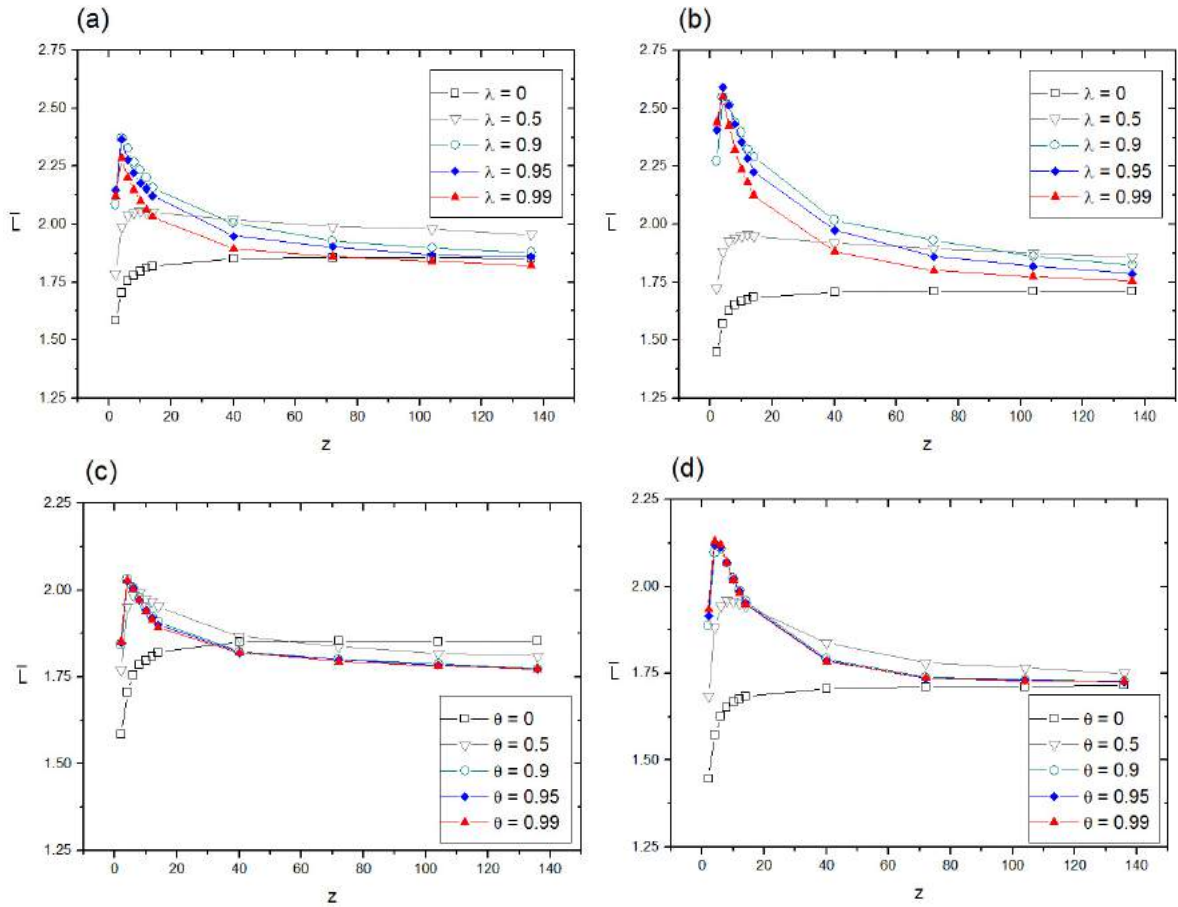 (a)
2.75
2.50
2.25
2.00
1.75
1.50
1.25
L̄
0 20 40 60 80 100 120 140
z
λ = 0
λ = 0.5
λ = 0.9
λ = 0.95
λ = 0.99
(b)
2.75
2.50
2.25
2.00
1.75
1.50
1.25
L̄
0 20 40 60 80 100 120 140
z
λ = 0
λ = 0.5
λ = 0.9
λ = 0.95
λ = 0.99
(c)
2.25
2.00
1.75
1.50
1.25
L̄
0 20 40 60 80 100 120 140
z
θ = 0
θ = 0.5
θ = 0.9
θ = 0.95
θ = 0.99
(d)
2.25
2.00
1.75
1.50
1.25
L̄
0 20 40 60 80 100 120 140
z
θ = 0
θ = 0.5
θ = 0.9
θ = 0.95
θ = 0.99